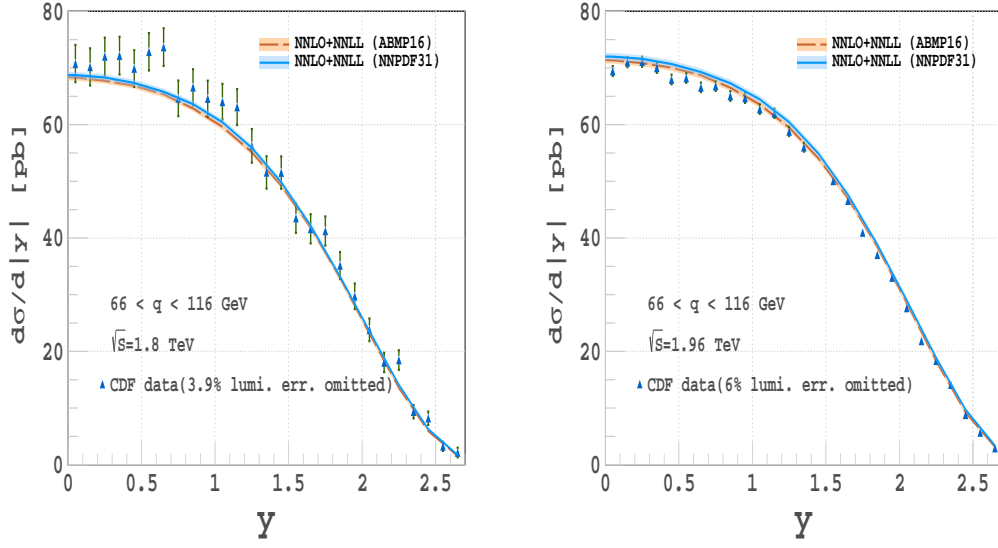 80
60
40
20
0
dσ/d|y| [pb]
NNLO+NNLL (ABMP16)
NNLO+NNLL (NNPDF31)
66 < q < 116 GeV
√S=1.8 TeV
CDF data(3.9% lumi. err. omitted)
0 0.5 1 1.5 2 2.5
y
80
60
40
20
0
dσ/d|y| [pb]
NNLO+NNLL (ABMP16)
NNLO+NNLL (NNPDF31)
66 < q < 116 GeV
√S=1.96 TeV
CDF data(6% lumi. err. omitted)
0 0.5 1 1.5 2 2.5
y